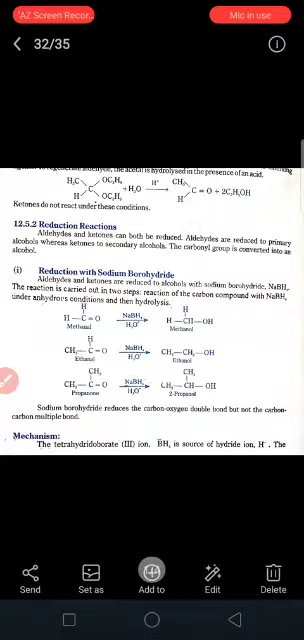 AZ Screen Recor...
Mic in use
32/35
to regenerate aldehyde, the acetal is hydrolysed in the presence of an acid.
H₃C OC₂H₅ CH₃
C + H₂O H⁺ C = O + 2C₂H₅OH
H OC₂H₅ H
Ketones do not react under these conditions.
12.5.2 Reduction Reactions
Aldehydes and ketones can both be reduced. Aldehydes are reduced to primary
alcohols whereas ketones to secondary alcohols. The carbonyl group is converted into an
alcohol.
(i) Reduction with Sodium Borohydride
Aldehydes and ketones are reduced to alcohols with sodium borohydride, NaBH₄.
The reaction is carried out in two steps: reaction of the carbon compound with NaBH₄
under anhydrous conditions and then hydrolysis.
H H
H—C=O NaBH₄ H—CH—OH
Methanal H₃O⁺ Methanol
H
CH₃—C=O NaBH₄ CH₃—CH₂—OH
Ethanal H₃O⁺ Ethanol
CH₃ CH₃
CH₃—C=O NaBH₄ CH₃—CH—OH
Propanone H₃O⁺ 2-Propanol
Sodium borohydride reduces the carbon-oxygen double bond but not the carbon-
carbon multiple bond.
Mechanism:
The tetrahydridoborate (III) ion, BH₄ is source of hydride ion, H⁻. The
Send
Set as
Add to
Edit
Delete